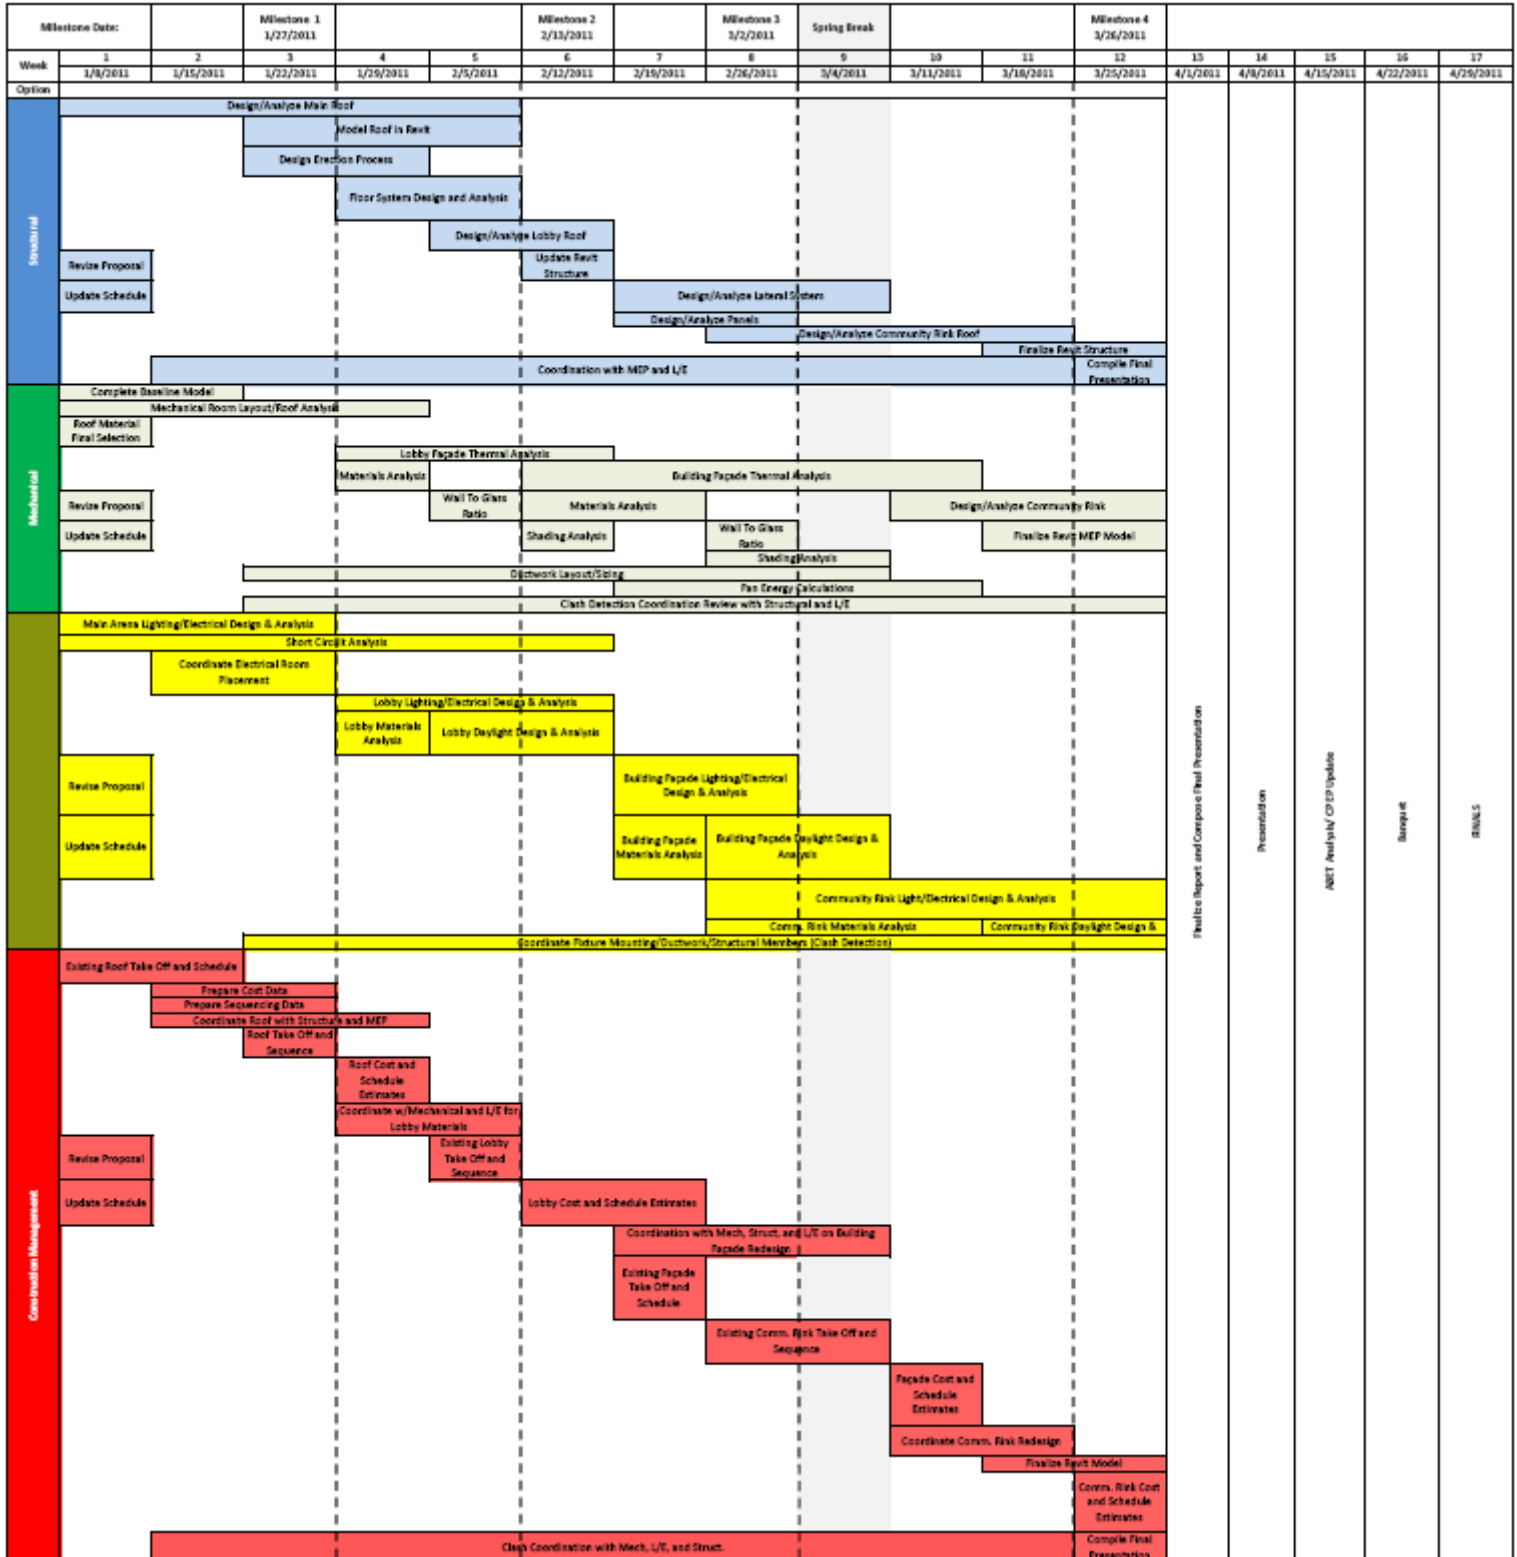 Milestone Date:
Milestone 1
1/27/2011
Milestone 2
2/13/2011
Milestone 3
3/2/2011
Spring Break
Milestone 4
3/26/2011
Week
1 2 3 4 5 6 7 8 9 10 11 12 13 14 15 16 17
1/8/2011 1/15/2011 1/22/2011 1/29/2011 2/5/2011 2/12/2011 2/19/2011 2/26/2011 3/4/2011 3/11/2011 3/18/2011 3/25/2011 4/1/2011 4/8/2011 4/15/2011 4/22/2011 4/29/2011
Option
Structural
Design/Analyze Main Roof
Model Roof in Revit
Design Erection Process
Floor System Design and Analysis
Design/Analyze Lobby Roof
Revise Proposal
Update Revit
Structure
Update Schedule
Design/Analyze Lateral System
Design/Analyze Panels
Design/Analyze Community Rink Roof
Finalize Revit Structure
Coordination with MEP and L/E
Compile Final
Presentation
Mechanical
Complete Baseline Model
Mechanical Room Layout/Roof Analysis
Roof Material
Final Selection
Lobby Façade Thermal Analysis
Materials Analysis
Building Façade Thermal Analysis
Revise Proposal
Wall To Glass
Ratio
Materials Analysis
Design/Analyze Community Rink
Update Schedule
Shading Analysis
Wall To Glass
Ratio
Finalize Revit MEP Model
Shading Analysis
Ductwork Layout/Sizing
Fan Energy Calculations
Clash Detection Coordination Review with Structural and L/E
Main Arena Lighting/Electrical Design & Analysis
Short Circuit Analysis
Coordinate Electrical Room
Placement
Lobby Lighting/Electrical Design & Analysis
Lobby Materials
Analysis
Lobby Daylight Design & Analysis
Revise Proposal
Building Façade Lighting/Electrical
Design & Analysis
Update Schedule
Building Façade
Materials Analysis
Building Façade Daylight Design &
Analysis
Community Rink Light/Electrical Design & Analysis
Comm. Rink Materials Analysis
Community Rink Daylight Design &
Coordinate Fixture Mounting/Ductwork/Structural Members (Clash Detection)
Construction Management
Existing Roof Take Off and Schedule
Prepare Cost Data
Prepare Sequencing Data
Coordinate Roof with Structure and MEP
Roof Take Off and
Sequence
Roof Cost and
Schedule
Estimates
Coordinate w/Mechanical and L/E for
Lobby Materials
Revise Proposal
Existing Lobby
Take Off and
Sequence
Update Schedule
Lobby Cost and Schedule Estimates
Coordination with Mech, Struct, and L/E on Building
Façade Redesign
Existing Façade
Take Off and
Schedule
Existing Comm. Rink Take Off and
Sequence
Façade Cost and
Schedule
Estimates
Coordinate Comm. Rink Redesign
Finalize Revit Model
Comm. Rink Cost
and Schedule
Estimates
Clash Coordination with Mech, L/E, and Struct.
Compile Final
Presentation
Finalize Report and Compose Final Presentation
Presentation
ABET Analysis/ CPEP Update
Banquet
FINALS